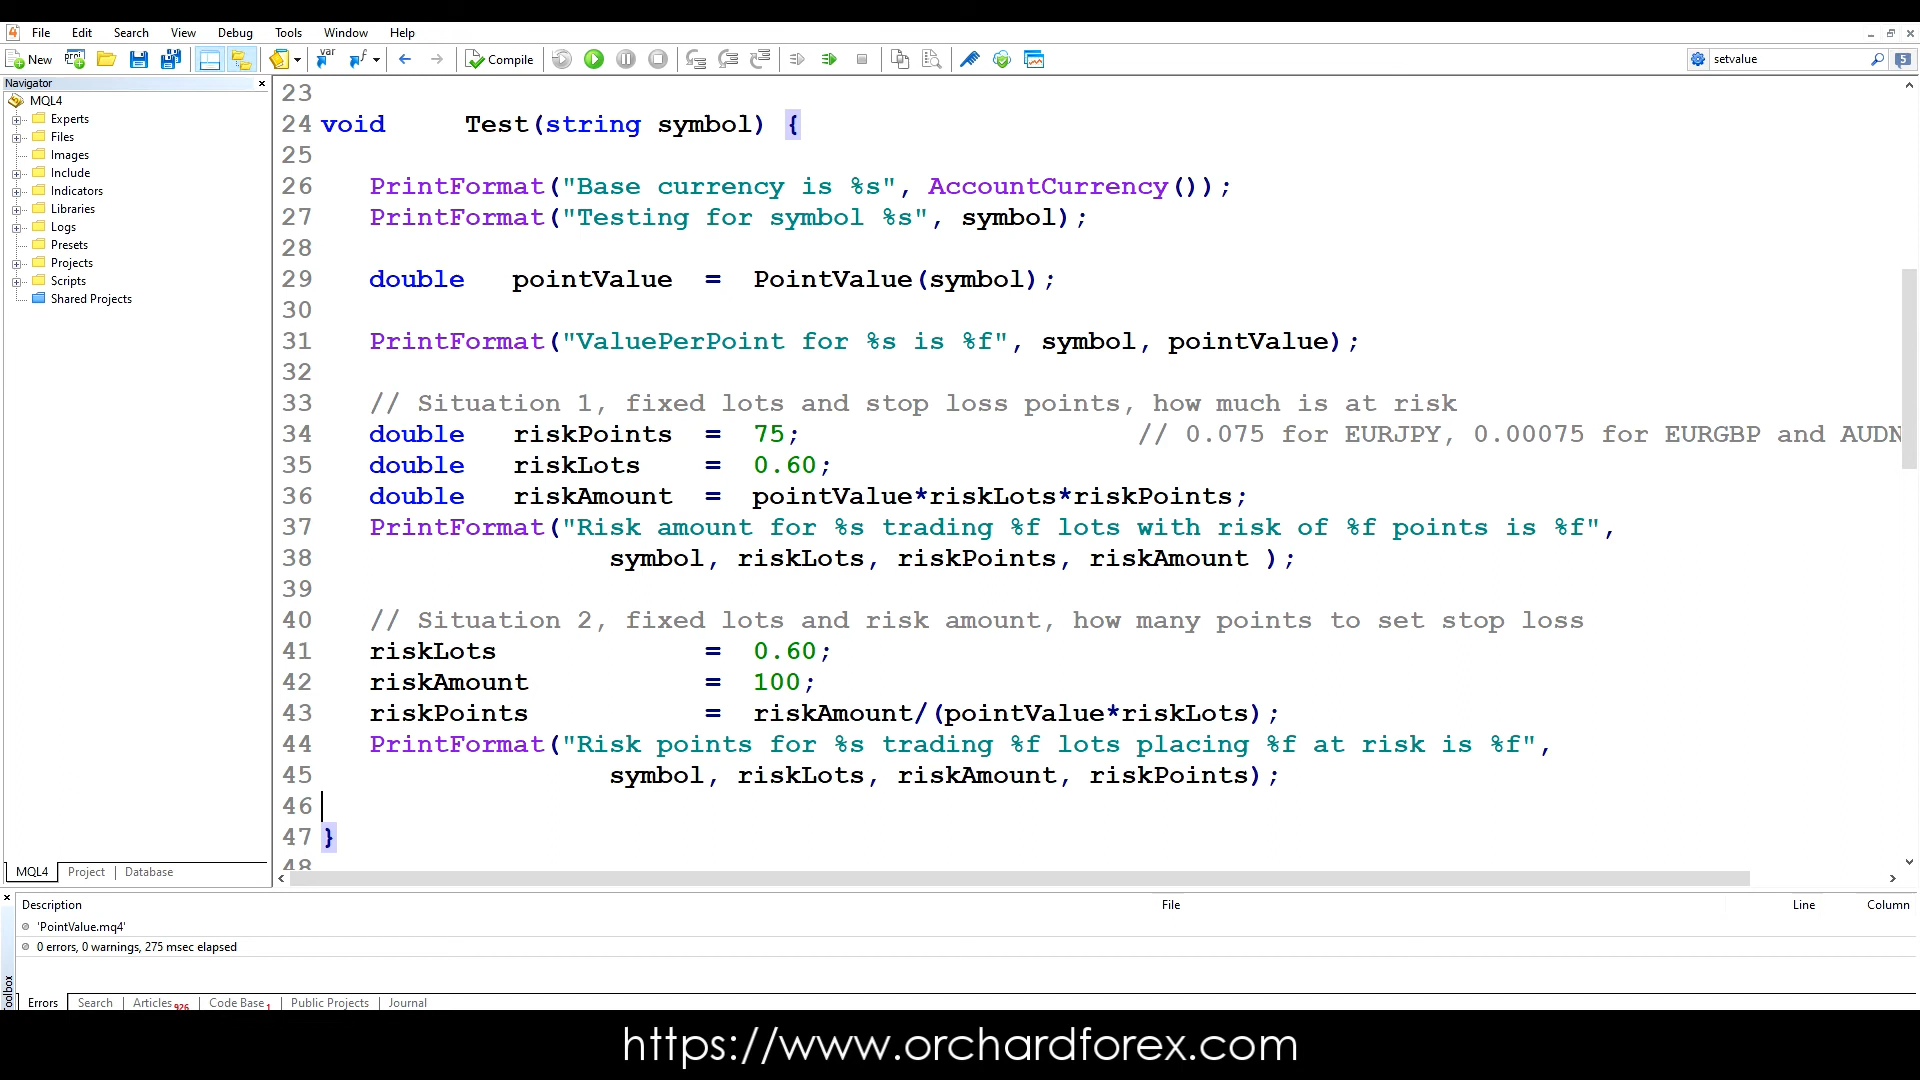 File Edit Search View Debug Tools Window Help
New Compile setvalue
Navigator
MQL4
Experts
Files
Images
Include
Indicators
Libraries
Logs
Presets
Projects
Scripts
Shared Projects
MQL4 Project Database
23
24 void Test(string symbol) {
25
26 PrintFormat("Base currency is %s", AccountCurrency());
27 PrintFormat("Testing for symbol %s", symbol);
28
29 double pointValue = PointValue(symbol);
30
31 PrintFormat("ValuePerPoint for %s is %f", symbol, pointValue);
32
33 // Situation 1, fixed lots and stop loss points, how much is at risk
34 double riskPoints = 75; // 0.075 for EURJPY, 0.00075 for EURGBP and AUDN
35 double riskLots = 0.60;
36 double riskAmount = pointValue*riskLots*riskPoints;
37 PrintFormat("Risk amount for %s trading %f lots with risk of %f points is %f",
38 symbol, riskLots, riskPoints, riskAmount );
39
40 // Situation 2, fixed lots and risk amount, how many points to set stop loss
41 riskLots = 0.60;
42 riskAmount = 100;
43 riskPoints = riskAmount/(pointValue*riskLots);
44 PrintFormat("Risk points for %s trading %f lots placing %f at risk is %f",
45 symbol, riskLots, riskAmount, riskPoints);
46
47 }
48
Description File Line Column
'PointValue.mq4'
0 errors, 0 warnings, 275 msec elapsed
Errors Search Articles 926 Code Base 1 Public Projects Journal
https://www.orchardforex.com